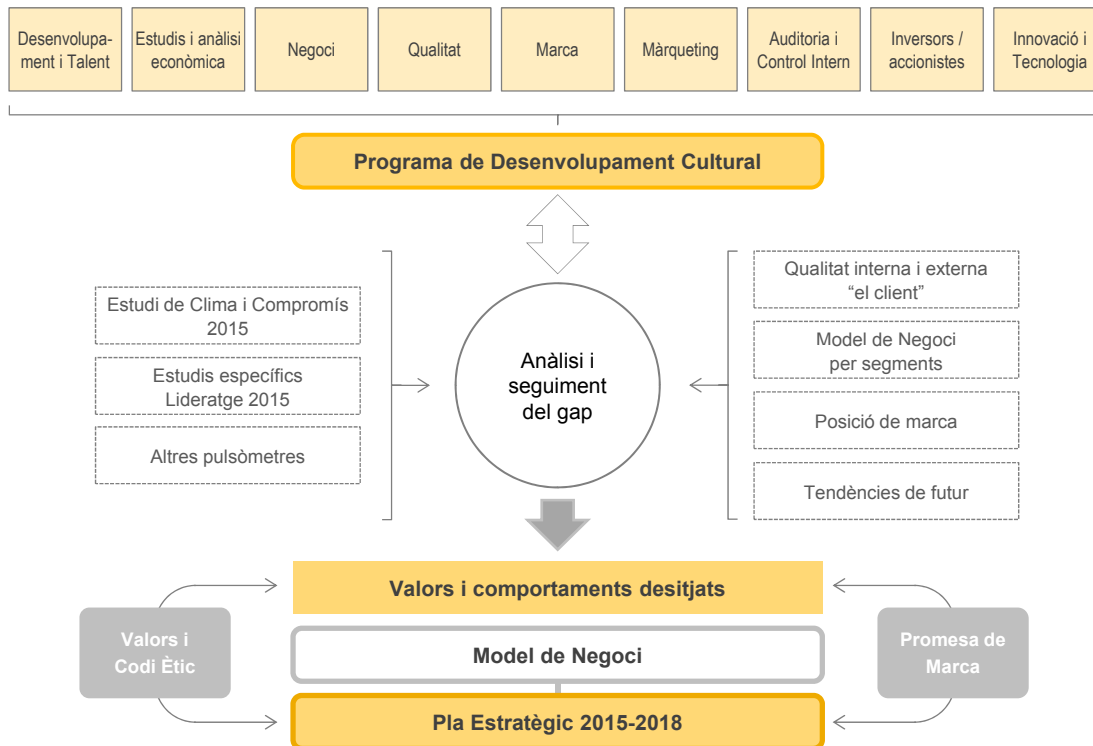 Desenvolupa-
ment i Talent
Estudis i anàlisi
econòmica
Negoci
Qualitat
Marca
Màrqueting
Auditoria i
Control Intern
Inversors /
accionistes
Innovació i
Tecnologia
Programa de Desenvolupament Cultural
Estudi de Clima i Compromís
2015
Estudis específics
Lideratge 2015
Altres pulsòmetres
Anàlisi i
seguiment
del gap
Qualitat interna i externa
“el client”
Model de Negoci
per segments
Posició de marca
Tendències de futur
Valors i comportaments desitjats
Valors i
Codi Ètic
Model de Negoci
Promesa de
Marca
Pla Estratègic 2015-2018